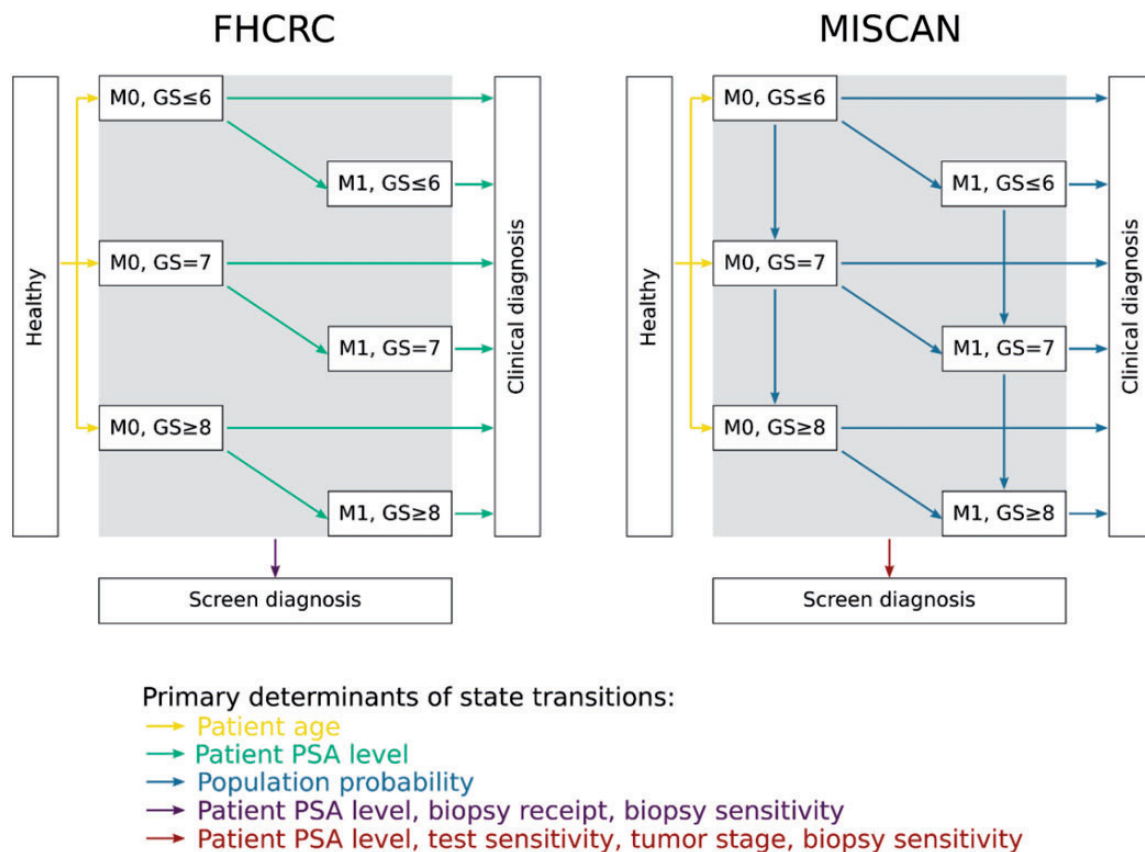 FHCRC
Healthy
M0, GS≤6
M1, GS≤6
M0, GS=7
M1, GS=7
M0, GS≥8
M1, GS≥8
Clinical diagnosis
Screen diagnosis
MISCAN
Healthy
M0, GS≤6
M1, GS≤6
M0, GS=7
M1, GS=7
M0, GS≥8
M1, GS≥8
Clinical diagnosis
Screen diagnosis
Primary determinants of state transitions:
Patient age
Patient PSA level
Population probability
Patient PSA level, biopsy receipt, biopsy sensitivity
Patient PSA level, test sensitivity, tumor stage, biopsy sensitivity